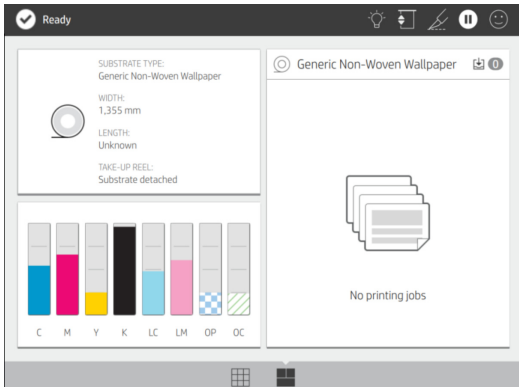 Ready
SUBSTRATE TYPE:
Generic Non-Woven Wallpaper
WIDTH:
1,355 mm
LENGTH:
Unknown
TAKE-UP REEL:
Substrate detached
C M Y K LC LM OP OC
Generic Non-Woven Wallpaper 0
No printing jobs